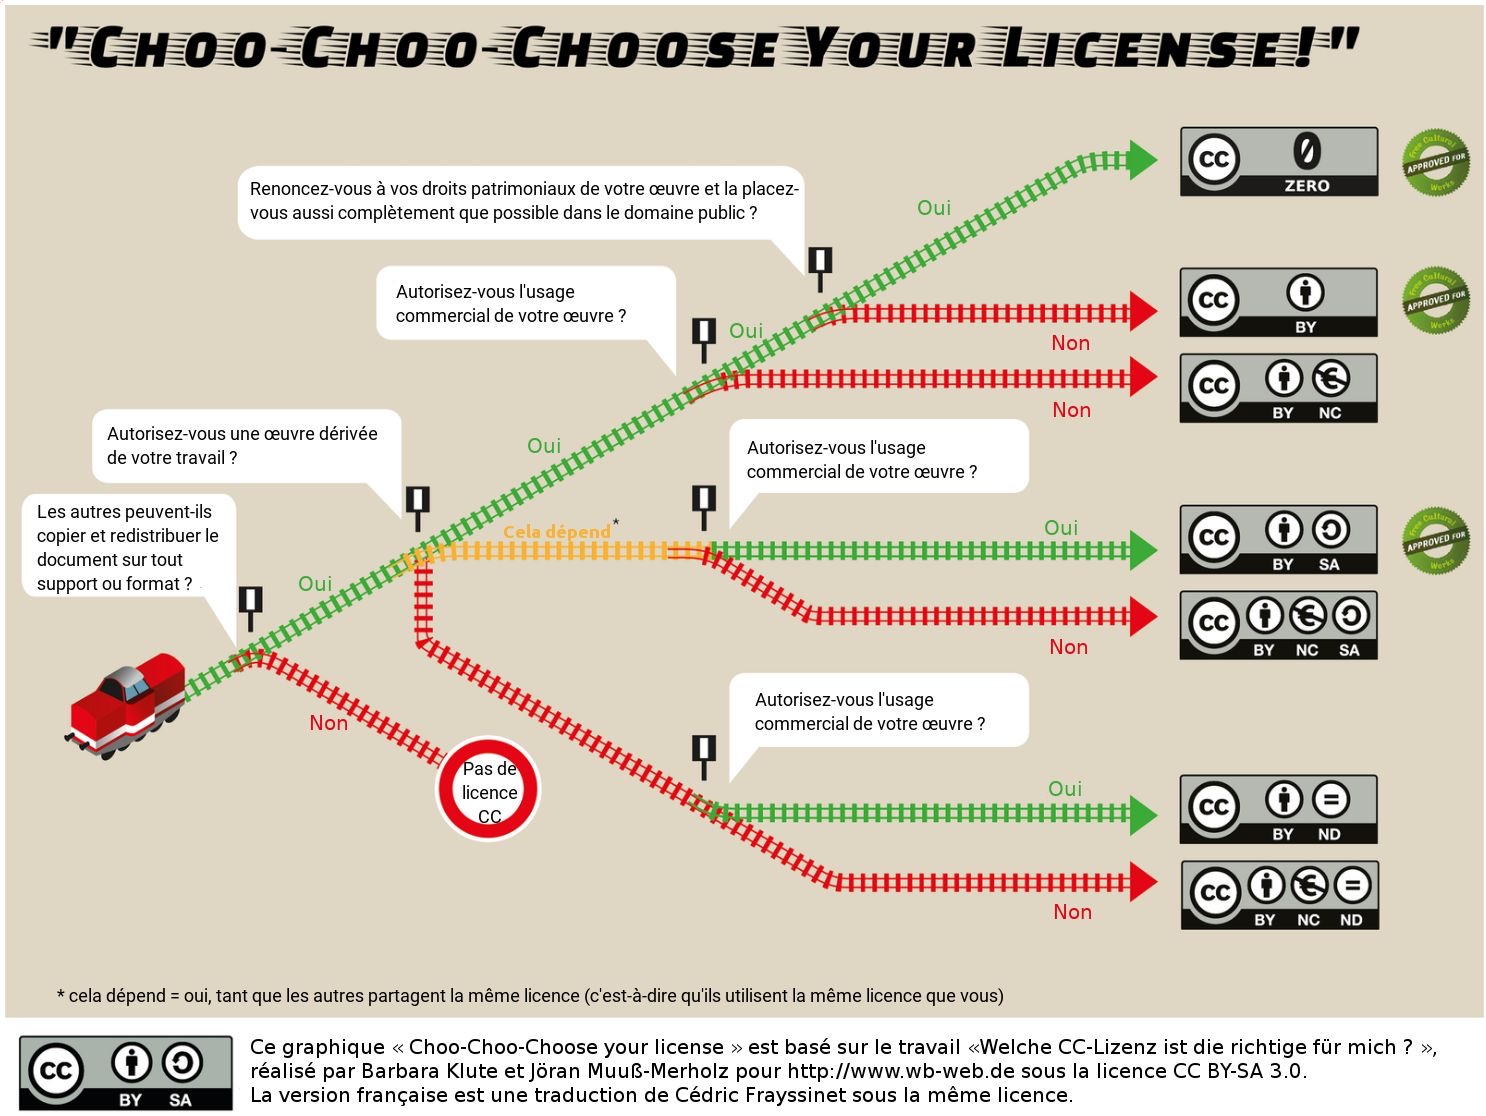 "Choo-Choo-Choose Your License!"
Renoncez-vous à vos droits patrimoniaux de votre œuvre et la placez-
vous aussi complètement que possible dans le domaine public ?
Oui
cc
0
ZERO
Free Cultural
APPROVED FOR
Works
Autorisez-vous l'usage
commercial de votre œuvre ?
Oui
Non
cc
BY
Free Cultural
APPROVED FOR
Works
Non
cc
BY NC
Autorisez-vous une œuvre dérivée
de votre travail ?
Oui
Autorisez-vous l'usage
commercial de votre œuvre ?
Les autres peuvent-ils
copier et redistribuer le
document sur tout
support ou format ?
Oui
Cela dépend*
Oui
cc
BY SA
Free Cultural
APPROVED FOR
Works
Non
cc
BY NC SA
Non
Pas de
licence
CC
Autorisez-vous l'usage
commercial de votre œuvre ?
Oui
cc
BY ND
Non
cc
BY NC ND
* cela dépend = oui, tant que les autres partagent la même licence (c'est-à-dire qu'ils utilisent la même licence que vous)
cc
BY SA
Ce graphique « Choo-Choo-Choose your license » est basé sur le travail «Welche CC-Lizenz ist die richtige für mich ? »,
réalisé par Barbara Klute et Jöran Muuß-Merholz pour http://www.wb-web.de sous la licence CC BY-SA 3.0.
La version française est une traduction de Cédric Frayssinet sous la même licence.